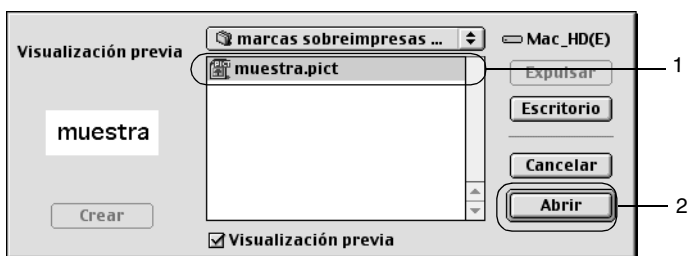 marcas sobreimpresas ...
Mac_HD(E)
Visualización previa
muestra.pict
1
Expulsar
Escritorio
muestra
Cancelar
Abrir
2
Crear
Visualización previa